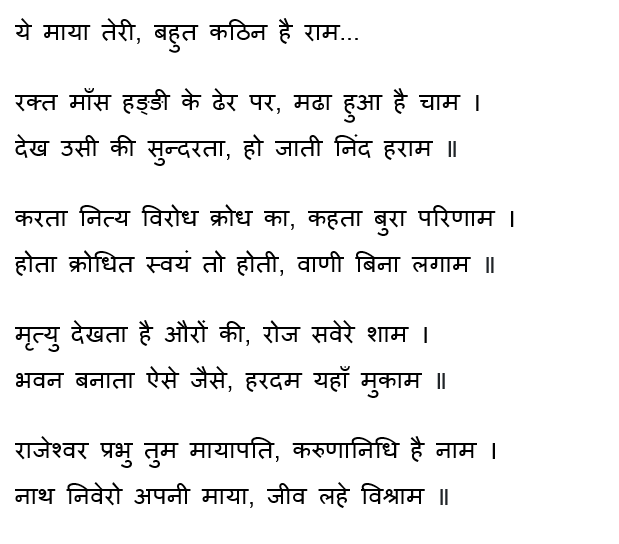 ये माया तेरी, बहुत कठिन है राम...
रक्त माँस हड्डी के ढेर पर, मढा हुआ है चाम ।
देख उसी की सुन्दरता, हो जाती निंद हराम ॥
करता नित्य विरोध क्रोध का, कहता बुरा परिणाम ।
होता क्रोधित स्वयं तो होती, वाणी बिना लगाम ॥
मृत्यु देखता है औरों की, रोज सवेरे शाम ।
भवन बनाता ऐसे जैसे, हरदम यहाँ मुकाम ॥
राजेश्वर प्रभु तुम मायापति, करुणानिधि है नाम ।
नाथ निवेरो अपनी माया, जीव लहे विश्राम ॥